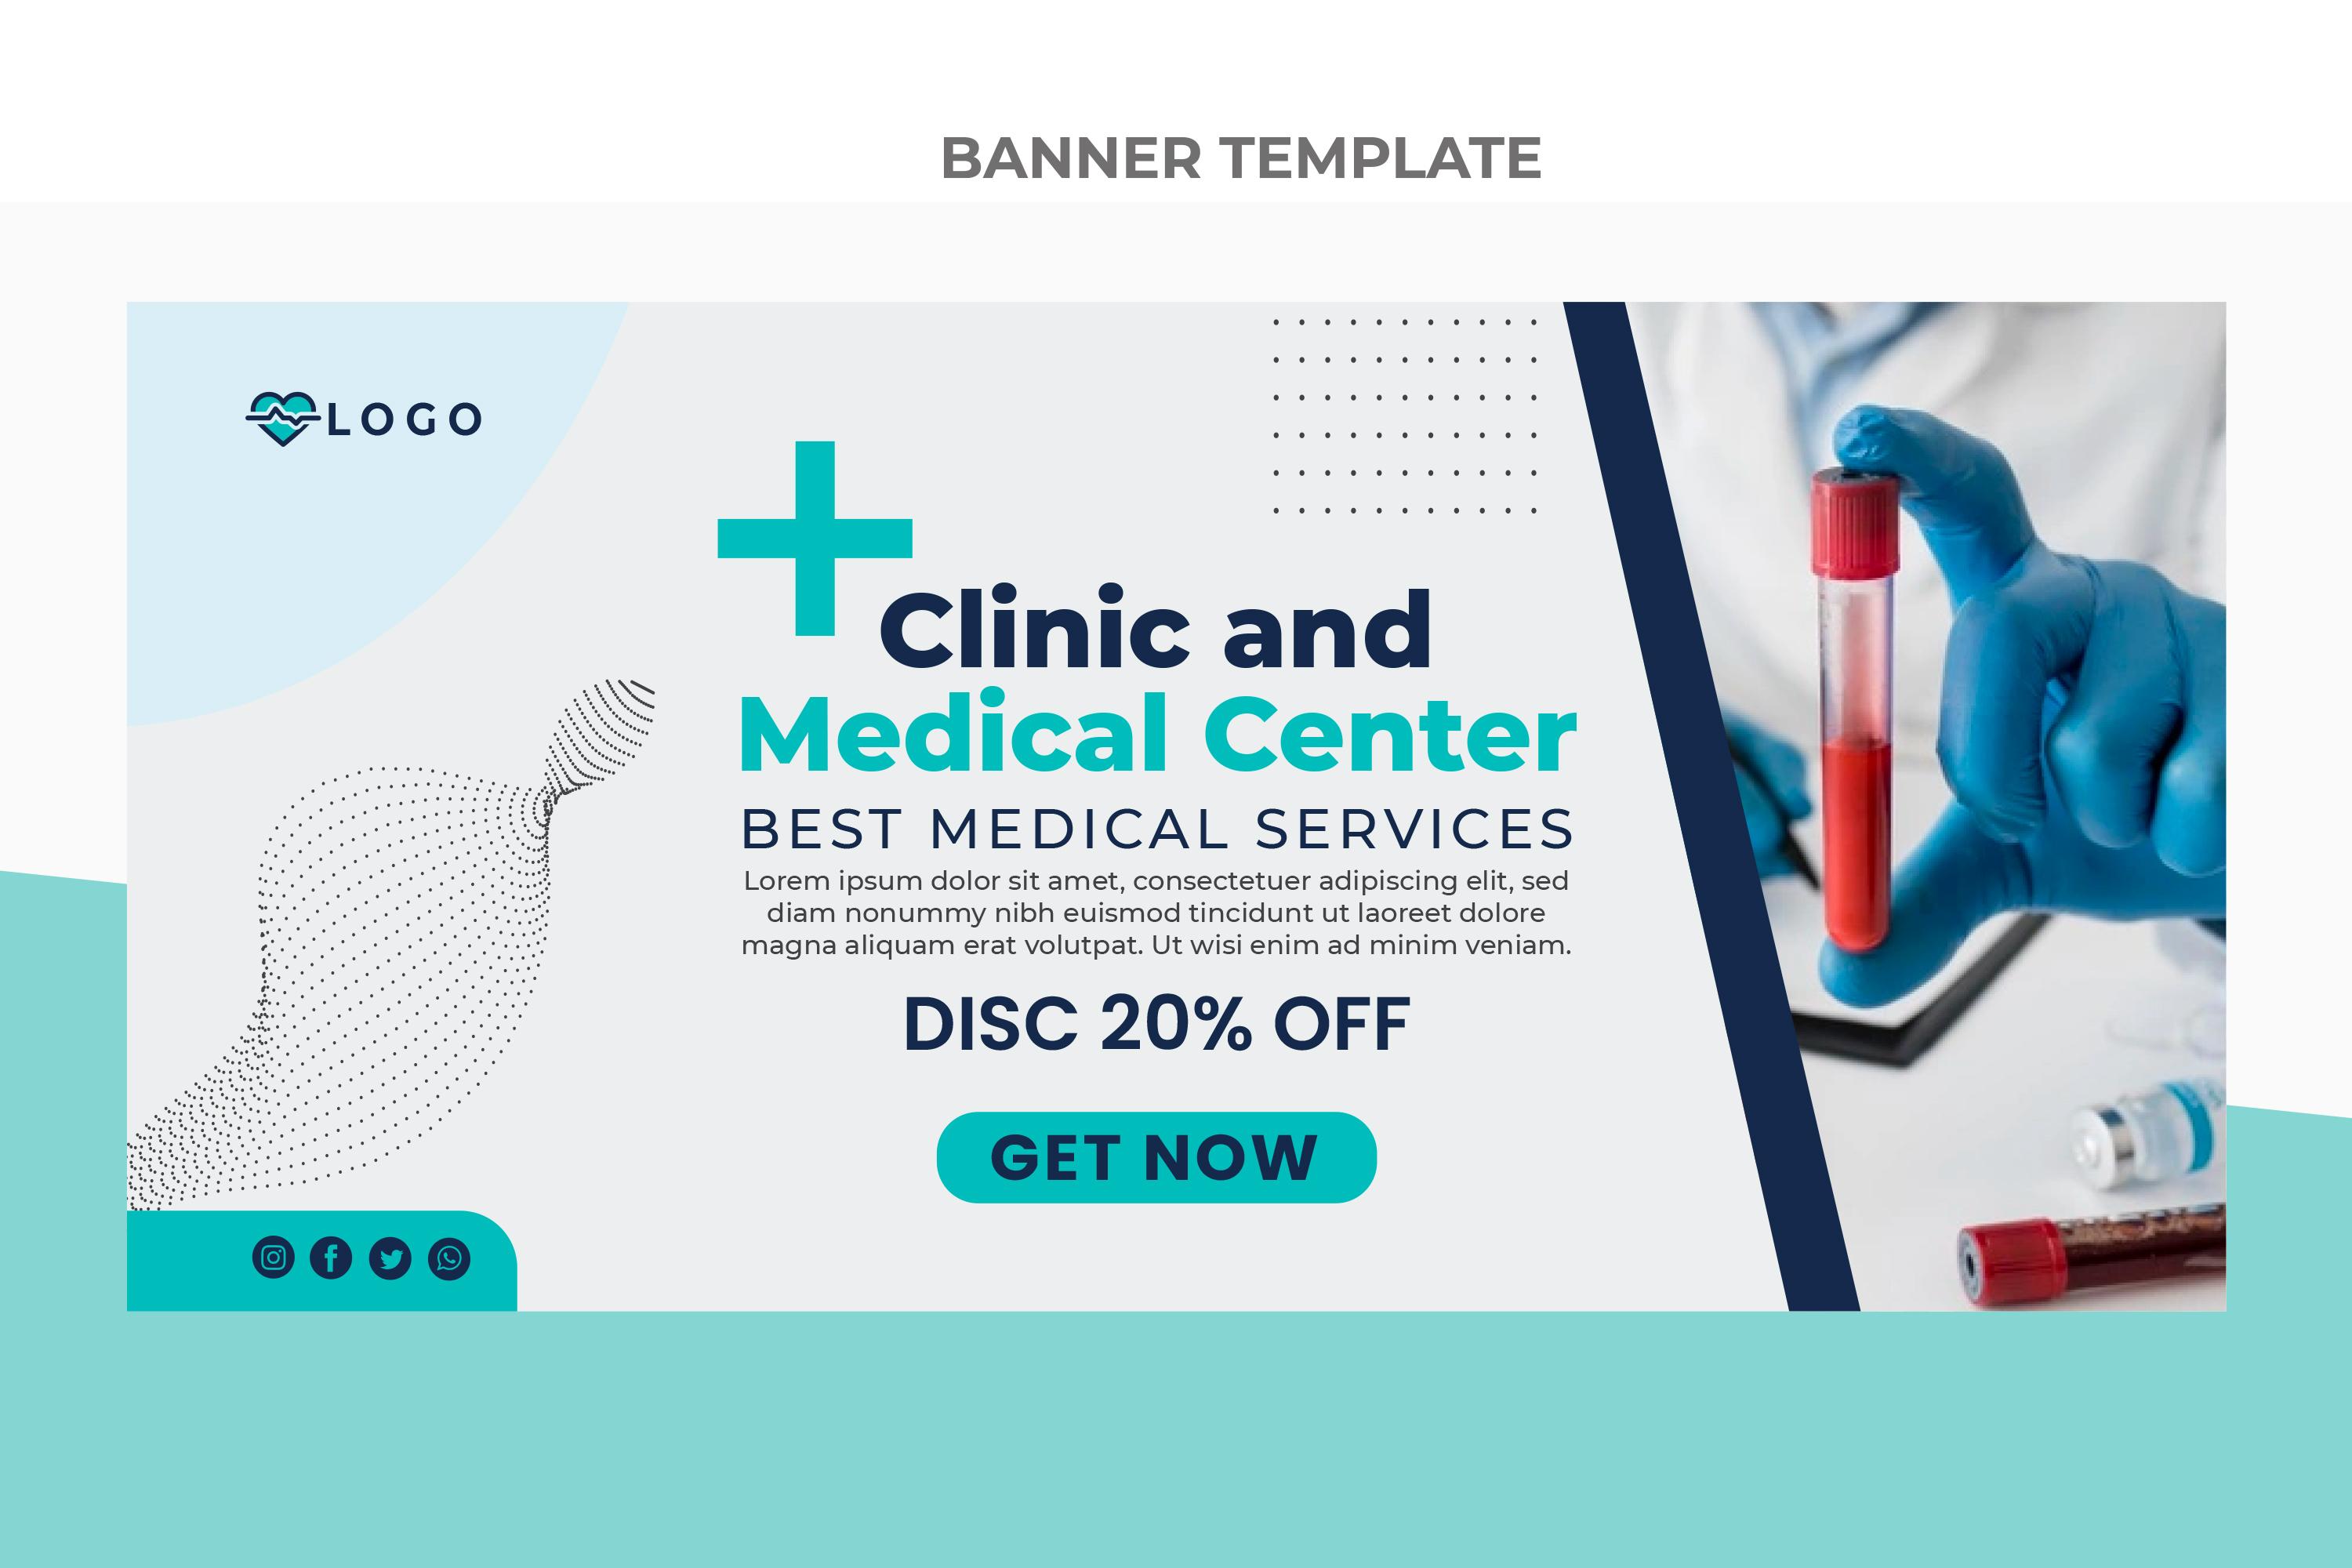 BANNER TEMPLATE
LOGO
Clinic and
Medical Center
BEST MEDICAL SERVICES
Lorem ipsum dolor sit amet, consectetuer adipiscing elit, sed
diam nonummy nibh euismod tincidunt ut laoreet dolore
magna aliquam erat volutpat. Ut wisi enim ad minim veniam.
DISC 20% OFF
GET NOW